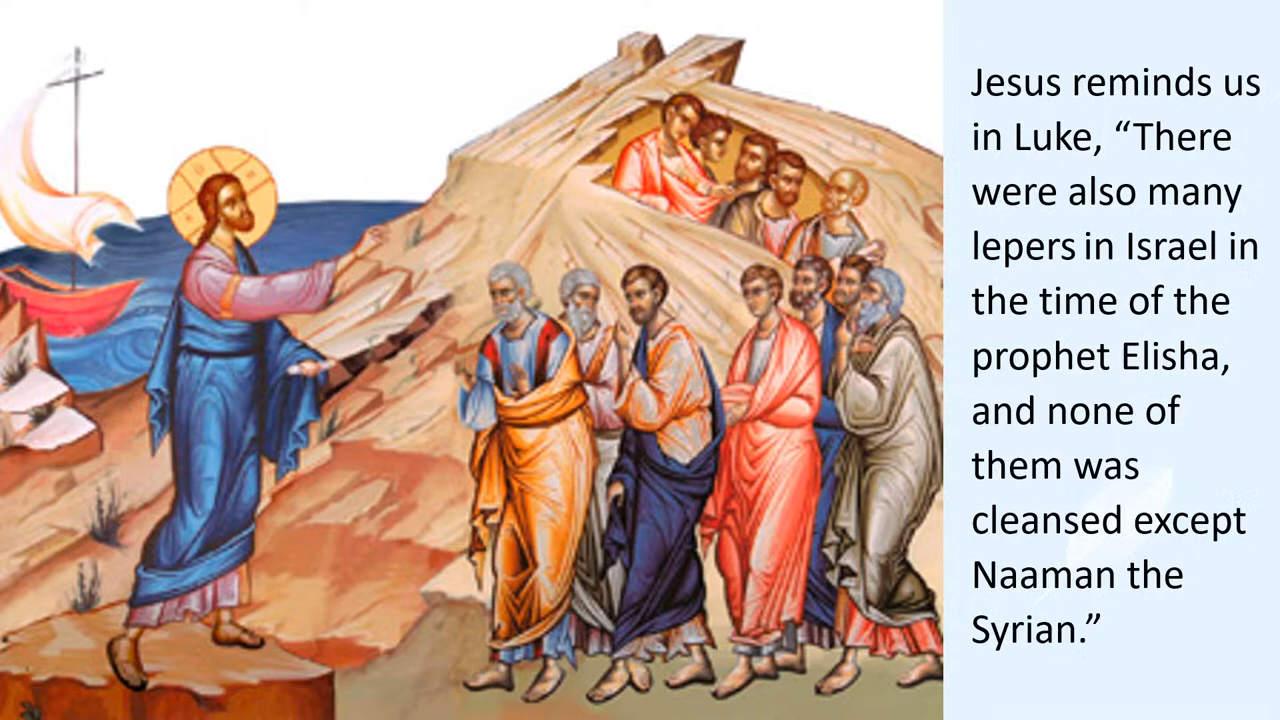 Jesus reminds us
in Luke, “There
were also many
lepers in Israel in
the time of the
prophet Elisha,
and none of
them was
cleansed except
Naaman the
Syrian.”